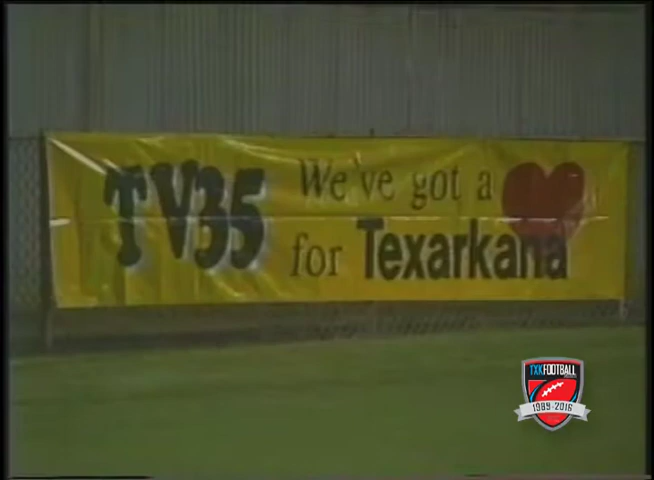 TV35
We've got a
for Texarkana
TXKFOOTBALL
1989-2016